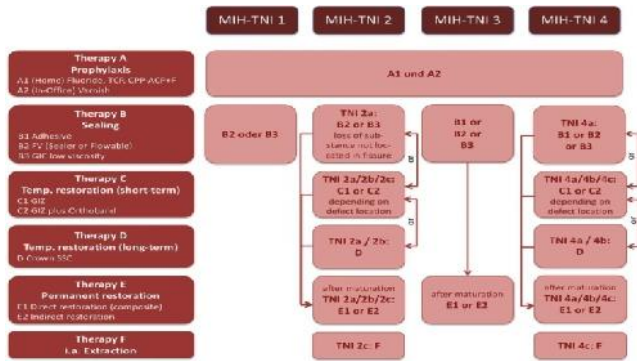 MIH-TNI 1
MIH-TNI 2
MIH-TNI 3
MIH-TNI 4
Therapy A
Prophylaxis
A1 (Home) Fluoride, TCP, CPP-ACP+F
A2 (In-Office) Varnish
A1 und A2
Therapy B
Sealing
B1 Adhesive
B2 FV (Sealer or Flowable)
B3 GIC low viscosity
B2 oder B3
TNI 2a:
B2 or B3
loss of sub-
stance not loc-
ated in fissure
B1 or
B2 or
B3
TNI 4a:
B1 or B2
or B3
or
or
Therapy C
Temp. restoration (short-term)
C1 GIZ
C2 GIZ plus Orthoband
TNI 2a/2b/2c:
C1 or C2
depending on
defect location
TNI 4a/4b/4c:
C1 or C2
depending on
defect location
or
or
Therapy D
Temp. restoration (long-term)
D Crown SSC
TNI 2a / 2b:
D
TNI 4a / 4b:
D
Therapy E
Permanent restoration
E1 Direct restoration (composite)
E2 Indirect restoration
after maturation
TNI 2a/2b/2c:
E1 or E2
after maturation
E1 or E2
after maturation
TNI 4a/4b/4c:
E1 or E2
Therapy F
i.a. Extraction
TNI 2c: F
TNI 4c: F